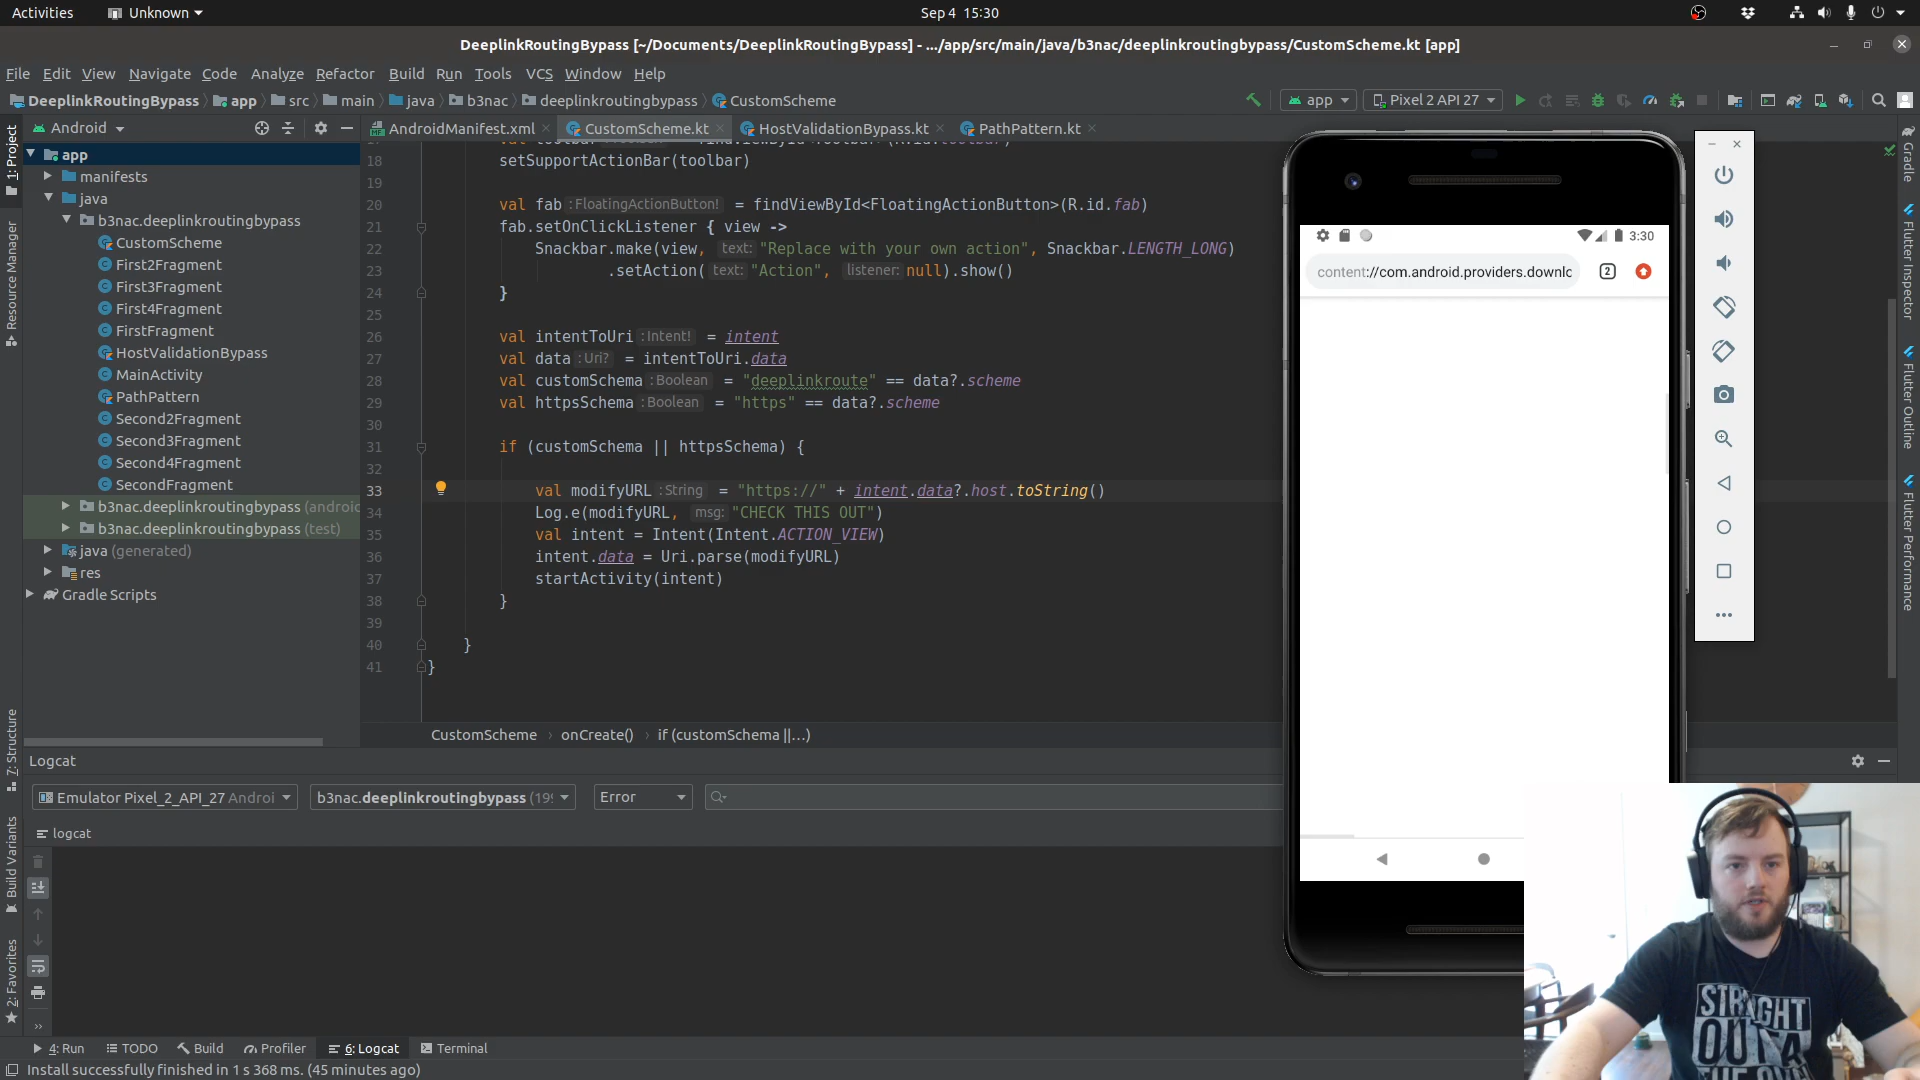 Activities
Unknown
Sep 4 15:30
DeeplinkRoutingBypass [~/Documents/DeeplinkRoutingBypass] - .../app/src/main/java/b3nac/deeplinkroutingbypass/CustomScheme.kt [app]
File Edit View Navigate Code Analyze Refactor Build Run Tools VCS Window Help
DeeplinkRoutingBypass app src main java b3nac deeplinkroutingbypass CustomScheme
app
Pixel 2 API 27
Android
AndroidManifest.xml CustomScheme.kt HostValidationBypass.kt PathPattern.kt
app
manifests
java
b3nac.deeplinkroutingbypass
CustomScheme
First2Fragment
First3Fragment
First4Fragment
FirstFragment
HostValidationBypass
MainActivity
PathPattern
Second2Fragment
Second3Fragment
Second4Fragment
SecondFragment
b3nac.deeplinkroutingbypass (androic
b3nac.deeplinkroutingbypass (test)
java (generated)
res
Gradle Scripts
18 setSupportActionBar(toolbar)
19
20 val fab : FloatingActionButton! = findViewById<FloatingActionButton>(R.id.fab)
21 fab.setOnClickListener { view ->
22 Snackbar.make(view, text: "Replace with your own action", Snackbar.LENGTH_LONG)
23 .setAction( text: "Action", listener: null).show()
24 }
25
26 val intentToUri : Intent! = intent
27 val data : Uri? = intentToUri.data
28 val customSchema : Boolean = "deeplinkroute" == data?.scheme
29 val httpsSchema : Boolean = "https" == data?.scheme
30
31 if (customSchema || httpsSchema) {
32
33 val modifyURL : String = "https://" + intent.data?.host.toString()
34 Log.e(modifyURL, msg: "CHECK THIS OUT")
35 val intent = Intent(Intent.ACTION_VIEW)
36 intent.data = Uri.parse(modifyURL)
37 startActivity(intent)
38 }
39
40 }
41 }
CustomScheme › onCreate() › if (customSchema ||...)
1: Project
Resource Manager
7: Structure
Build Variants
2: Favorites
Gradle
Flutter Inspector
Flutter Outline
Flutter Performance
3:30
content://com.android.providers.downlc
2
Logcat
Emulator Pixel_2_API_27 Androi
b3nac.deeplinkroutingbypass (199
Error
logcat
4: Run TODO Build Profiler 6: Logcat Terminal
Install successfully finished in 1 s 368 ms. (45 minutes ago)
STRAIGHT
OUTTA